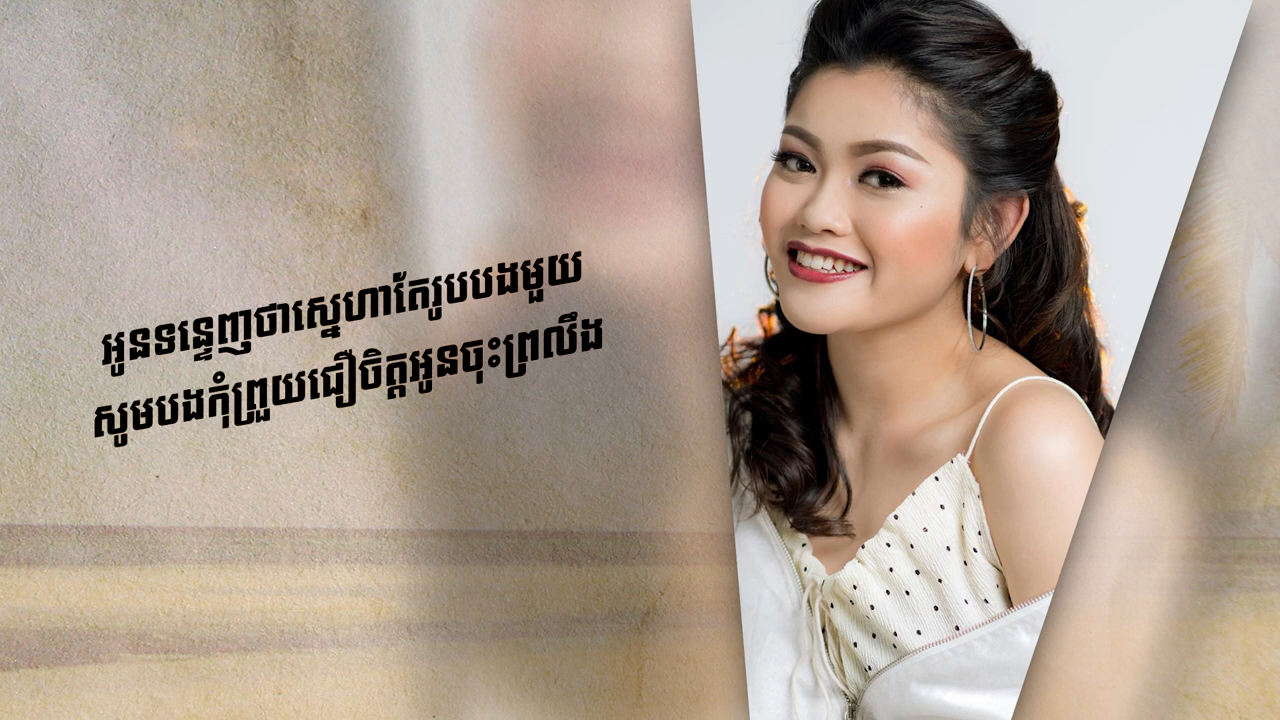 អូនទន្ទេញថាស្នេហាតែរូបបងមួយ
សូមបងកុំព្រួយជឿចិត្តអូនចុះព្រលឹង